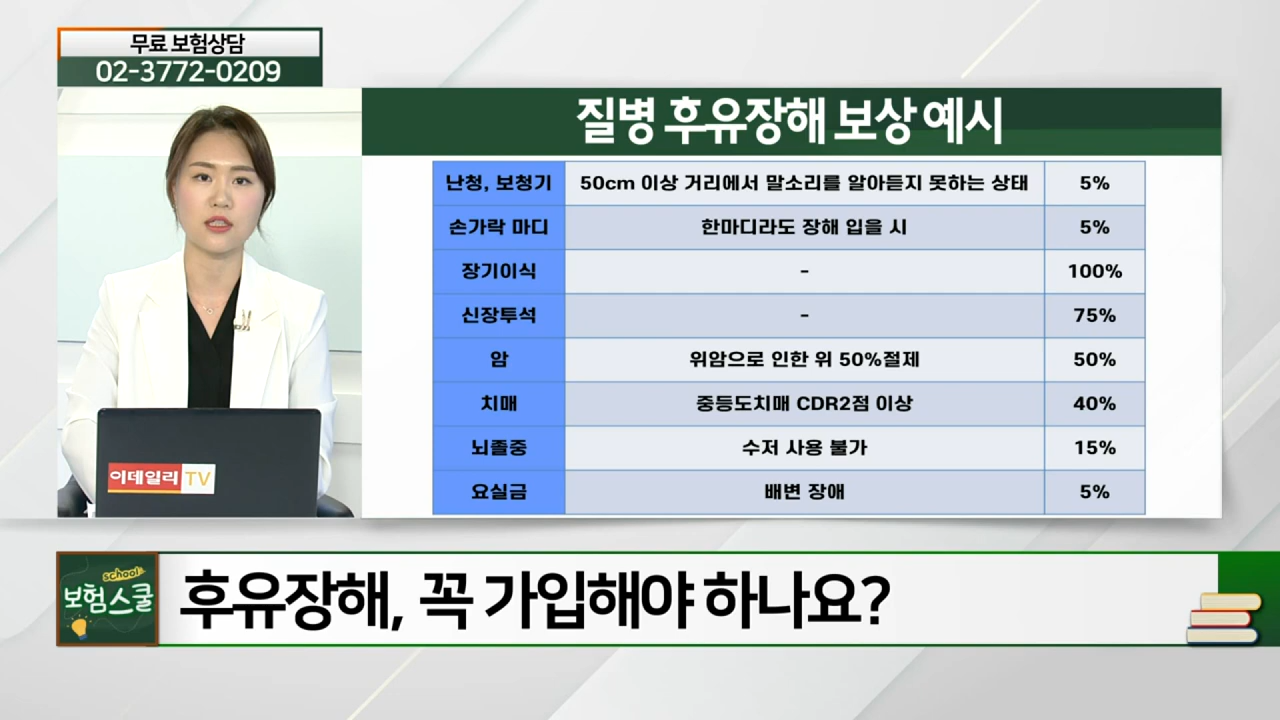 무료 보험상담
02-3772-0209
질병 후유장해 보상 예시
난청, 보청기 50cm 이상 거리에서 말소리를 알아듣지 못하는 상태 5%
손가락 마디 한마디라도 장해 입을 시 5%
장기이식 - 100%
신장투석 - 75%
암 위암으로 인한 위 50%절제 50%
치매 중등도치매 CDR2점 이상 40%
뇌졸중 수저 사용 불가 15%
요실금 배변 장애 5%
이데일리 TV
school
보험스쿨
후유장해, 꼭 가입해야 하나요?